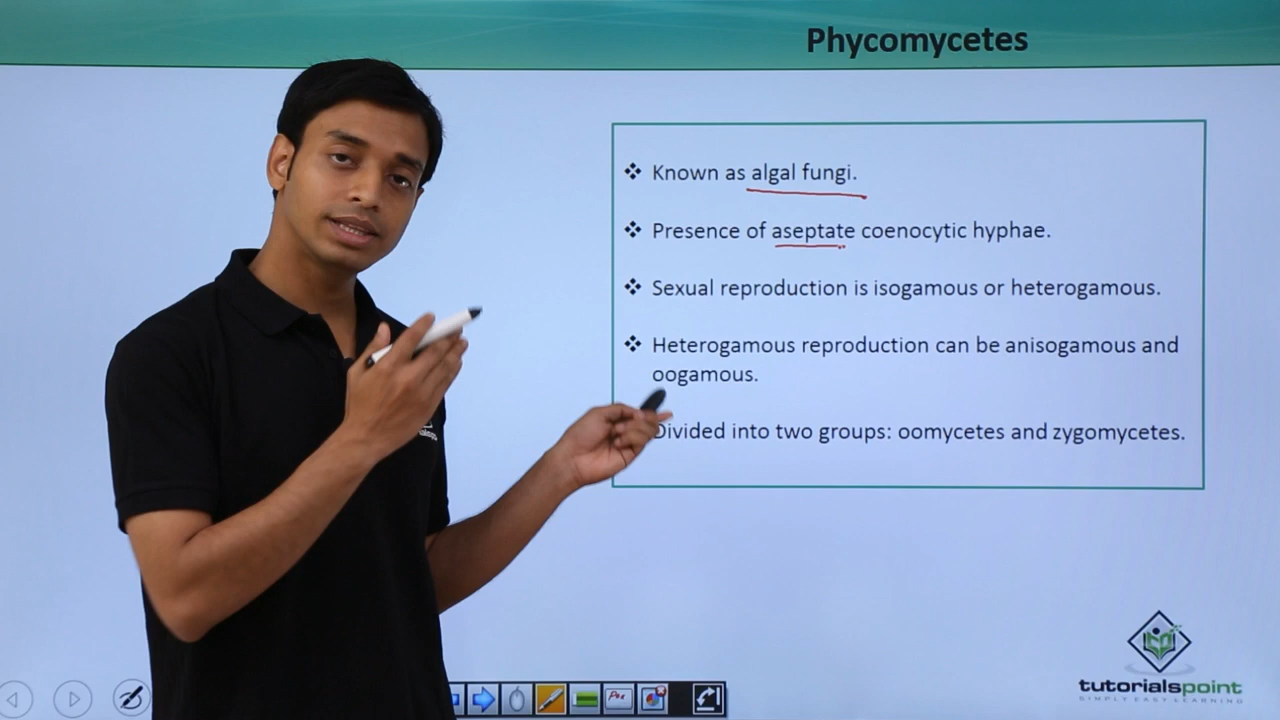 Phycomycetes
Known as algal fungi.
Presence of aseptate coenocytic hyphae.
Sexual reproduction is isogamous or heterogamous.
Heterogamous reproduction can be anisogamous and
oogamous.
Divided into two groups: oomycetes and zygomycetes.
tutorialspoint
SIMPLY EASY LEARNING